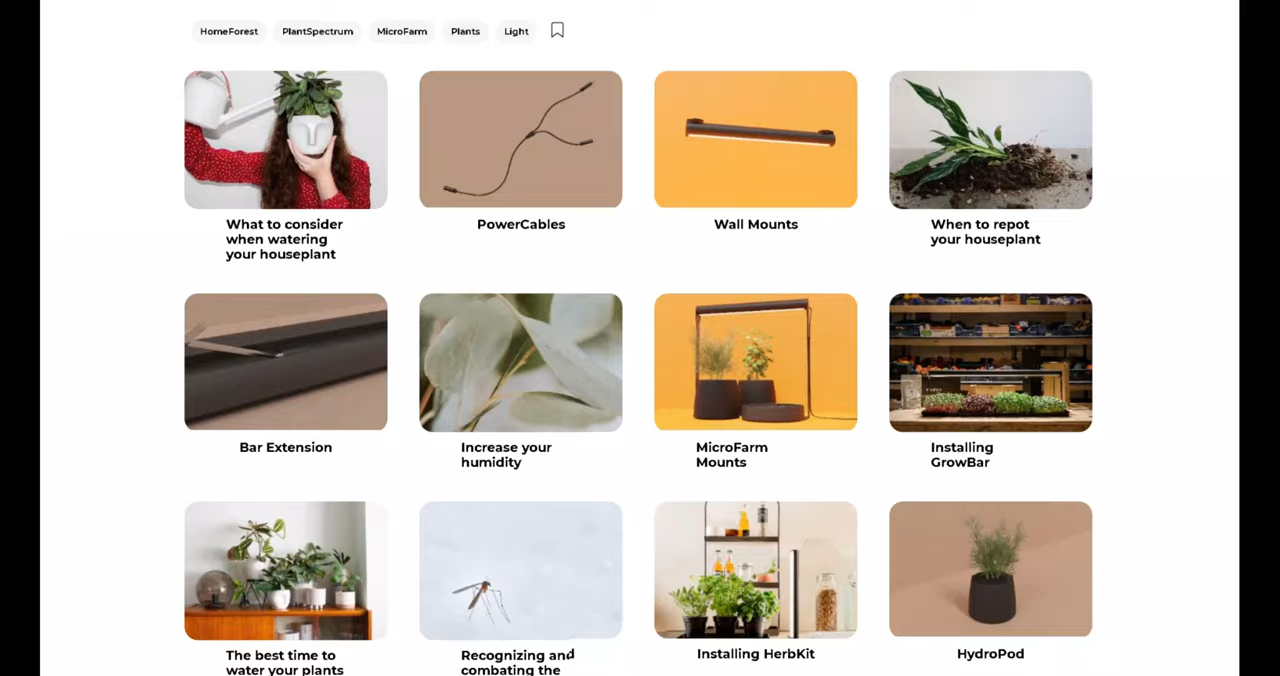 HomeForest PlantSpectrum MicroFarm Plants Light
What to consider
when watering
your houseplant
PowerCables
Wall Mounts
When to repot
your houseplant
Bar Extension
Increase your
humidity
MicroFarm
Mounts
Installing
GrowBar
The best time to
water your plants
Recognizing and
combating the
Installing HerbKit
HydroPod